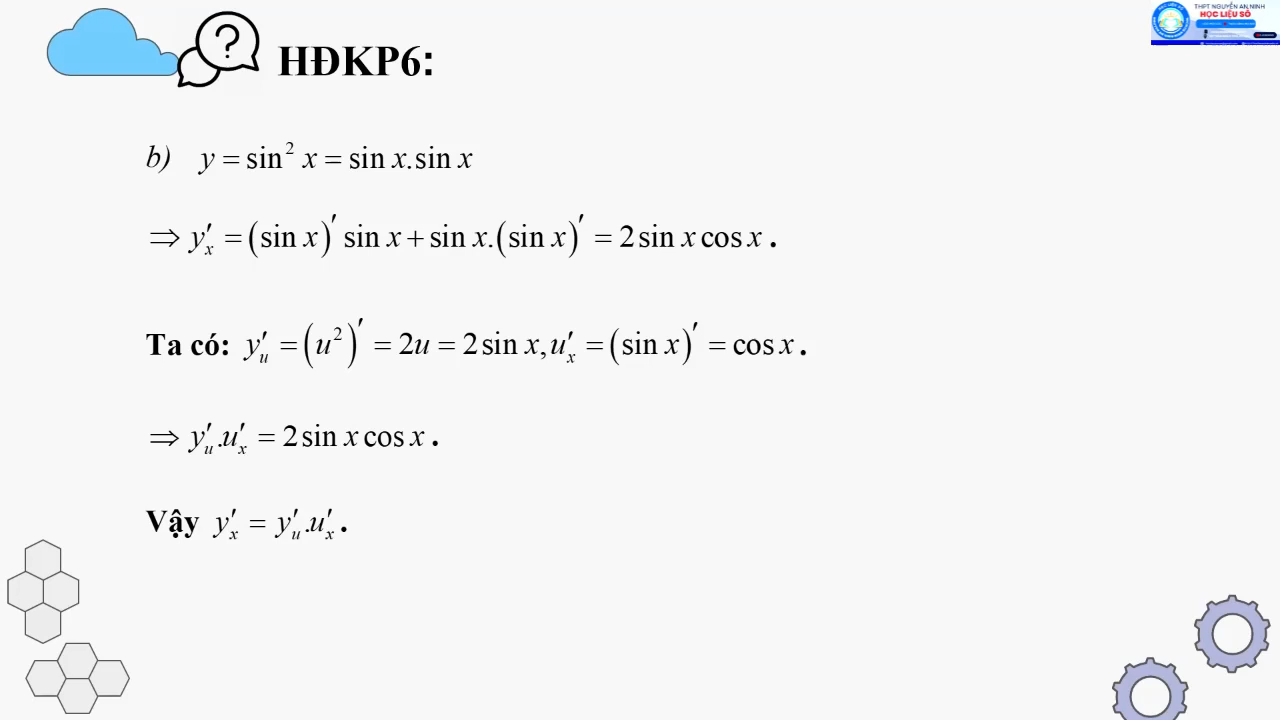 THPT NGUYỄN AN NINH
HỌC LIỆU SỐ
?
HĐKP6:
b) y = sin² x = sin x.sin x
⇒ y′ₓ = (sin x)′ sin x + sin x.(sin x)′ = 2 sin x cos x .
Ta có: y′ᵤ = (u²)′ = 2u = 2 sin x, u′ₓ = (sin x)′ = cos x .
⇒ y′ᵤ.u′ₓ = 2 sin x cos x .
Vậy y′ₓ = y′ᵤ.u′ₓ .